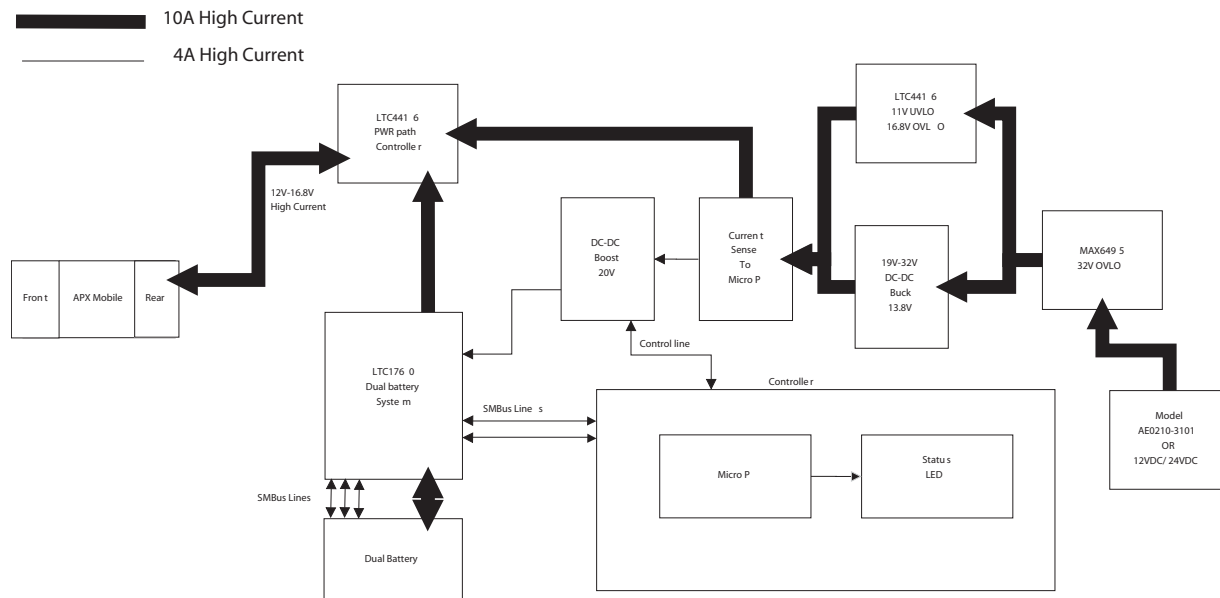 10A High Current
4A High Current
LTC441 6
PWR path
Controlle r
LTC441 6
11V UVLO
16.8V OVL O
12V-16.8V
High Current
DC-DC
Boost
20V
Curren t
Sense
To
Micro P
19V-32V
DC-DC
Buck
13.8V
MAX649 5
32V OVLO
Fron t
APX Mobile
Rear
Control line
LTC176 0
Dual battery
Syste m
Controlle r
SMBus Line s
Model
AE0210-3101
OR
12VDC/ 24VDC
Micro P
Statu s
LED
SMBus Lines
Dual Battery